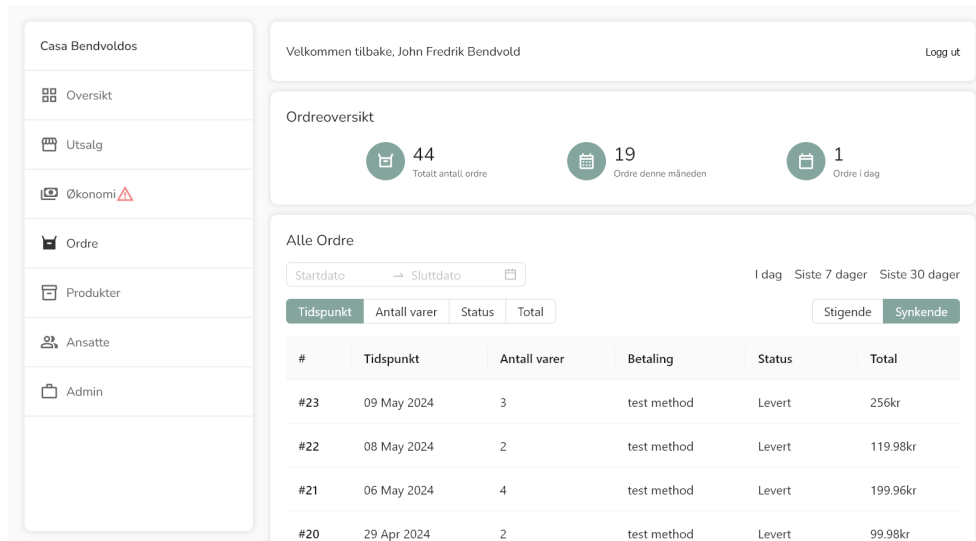 Casa Bendvoldos
Oversikt
Utsalg
Økonomi
Ordre
Produkter
Ansatte
Admin
Velkommen tilbake, John Fredrik Bendvold
Logg ut
Ordreoversikt
44
Totalt antall ordre
19
Ordre denne måneden
1
Ordre i dag
Alle Ordre
Startdato → Sluttdato
I dag Siste 7 dager Siste 30 dager
Tidspunkt Antall varer Status Total
Stigende Synkende
# Tidspunkt Antall varer Betaling Status Total
#23 09 May 2024 3 test method Levert 256kr
#22 08 May 2024 2 test method Levert 119.98kr
#21 06 May 2024 4 test method Levert 199.96kr
#20 29 Apr 2024 2 test method Levert 99.98kr